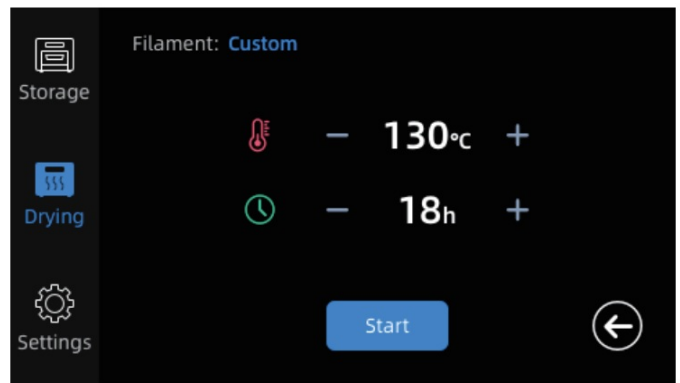 Filament: Custom
Storage
130°C
Drying
18h
Start
Settings